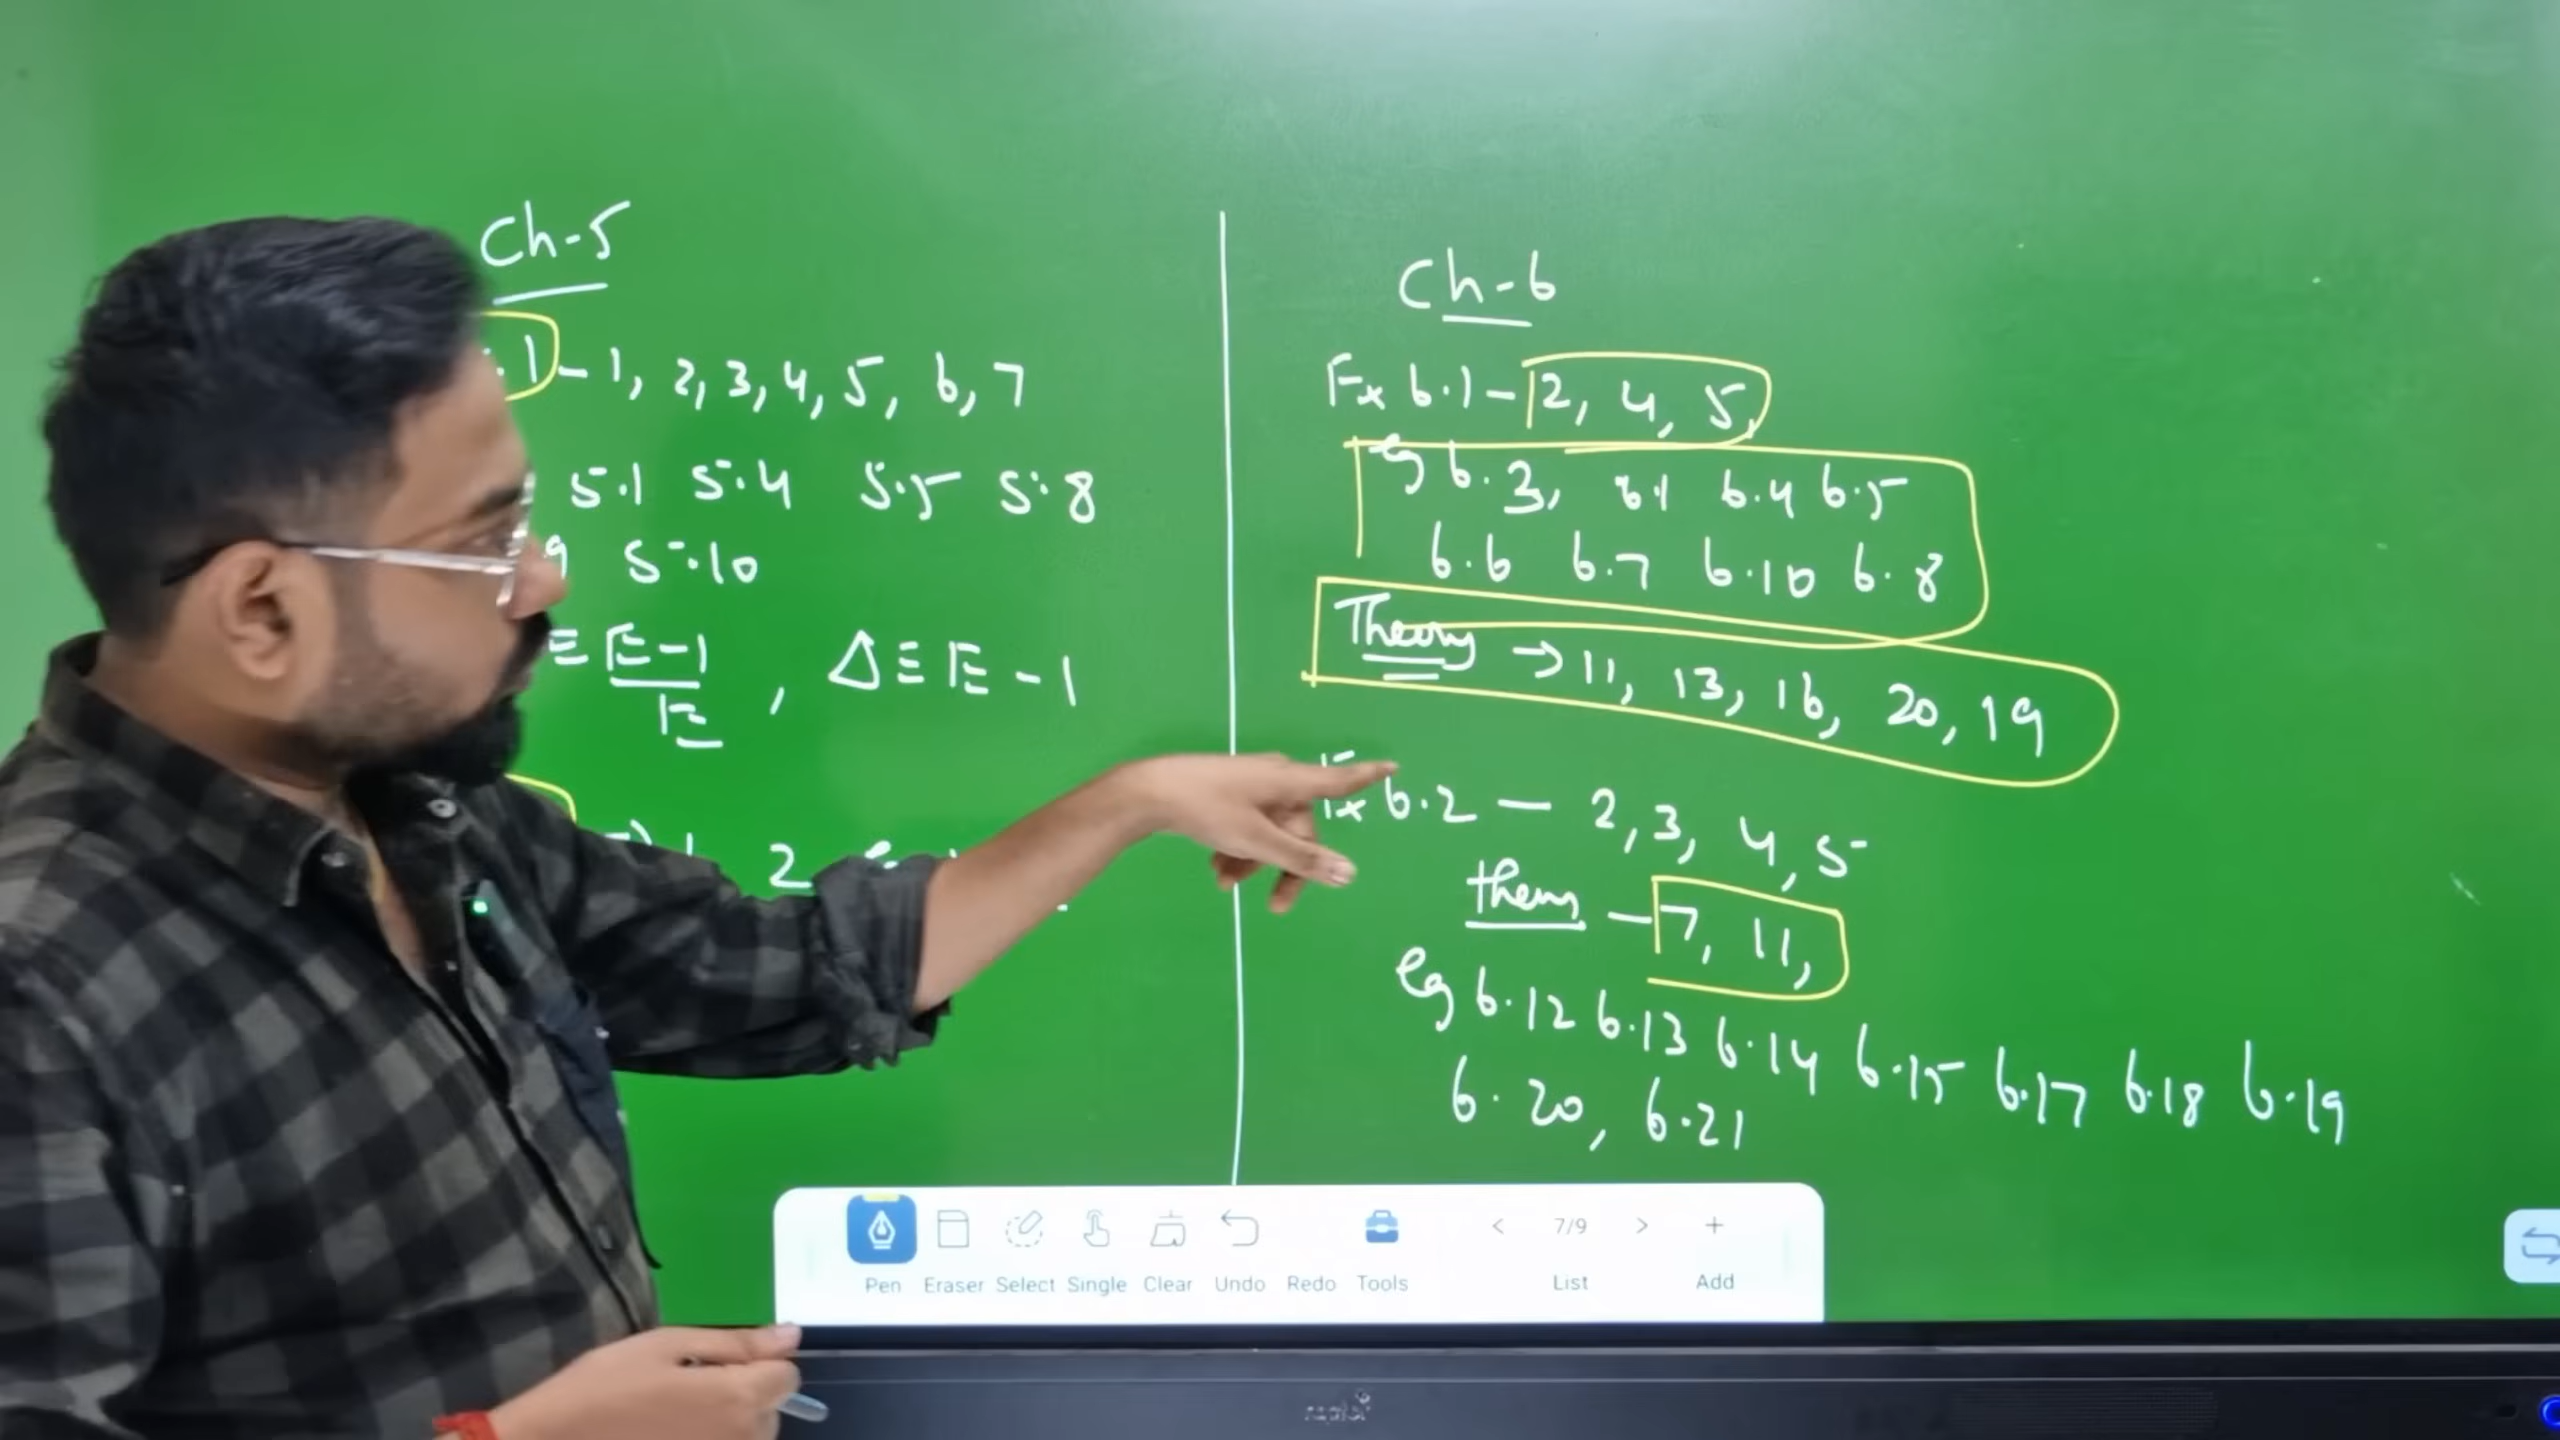 Ch-5
.1 - 1, 2, 3, 4, 5, 6, 7
5.1 5.4 5.5 5.8
9 5.10
≡ E-1
E
, Δ ≡ E - 1
2
Ch-6
Ex 6.1 - 2, 4, 5,
eg 6.3, 6.1 6.4 6.5
6.6 6.7 6.10 6.8
Theory → 11, 13, 16, 20, 19
Ex 6.2 — 2, 3, 4, 5
— 7, 11,
eg 6.12 6.13 6.14 6.15 6.17 6.18 6.19
6.20, 6.21
Pen Eraser Select Single Clear Undo Redo Tools < 7/9 > List + Add